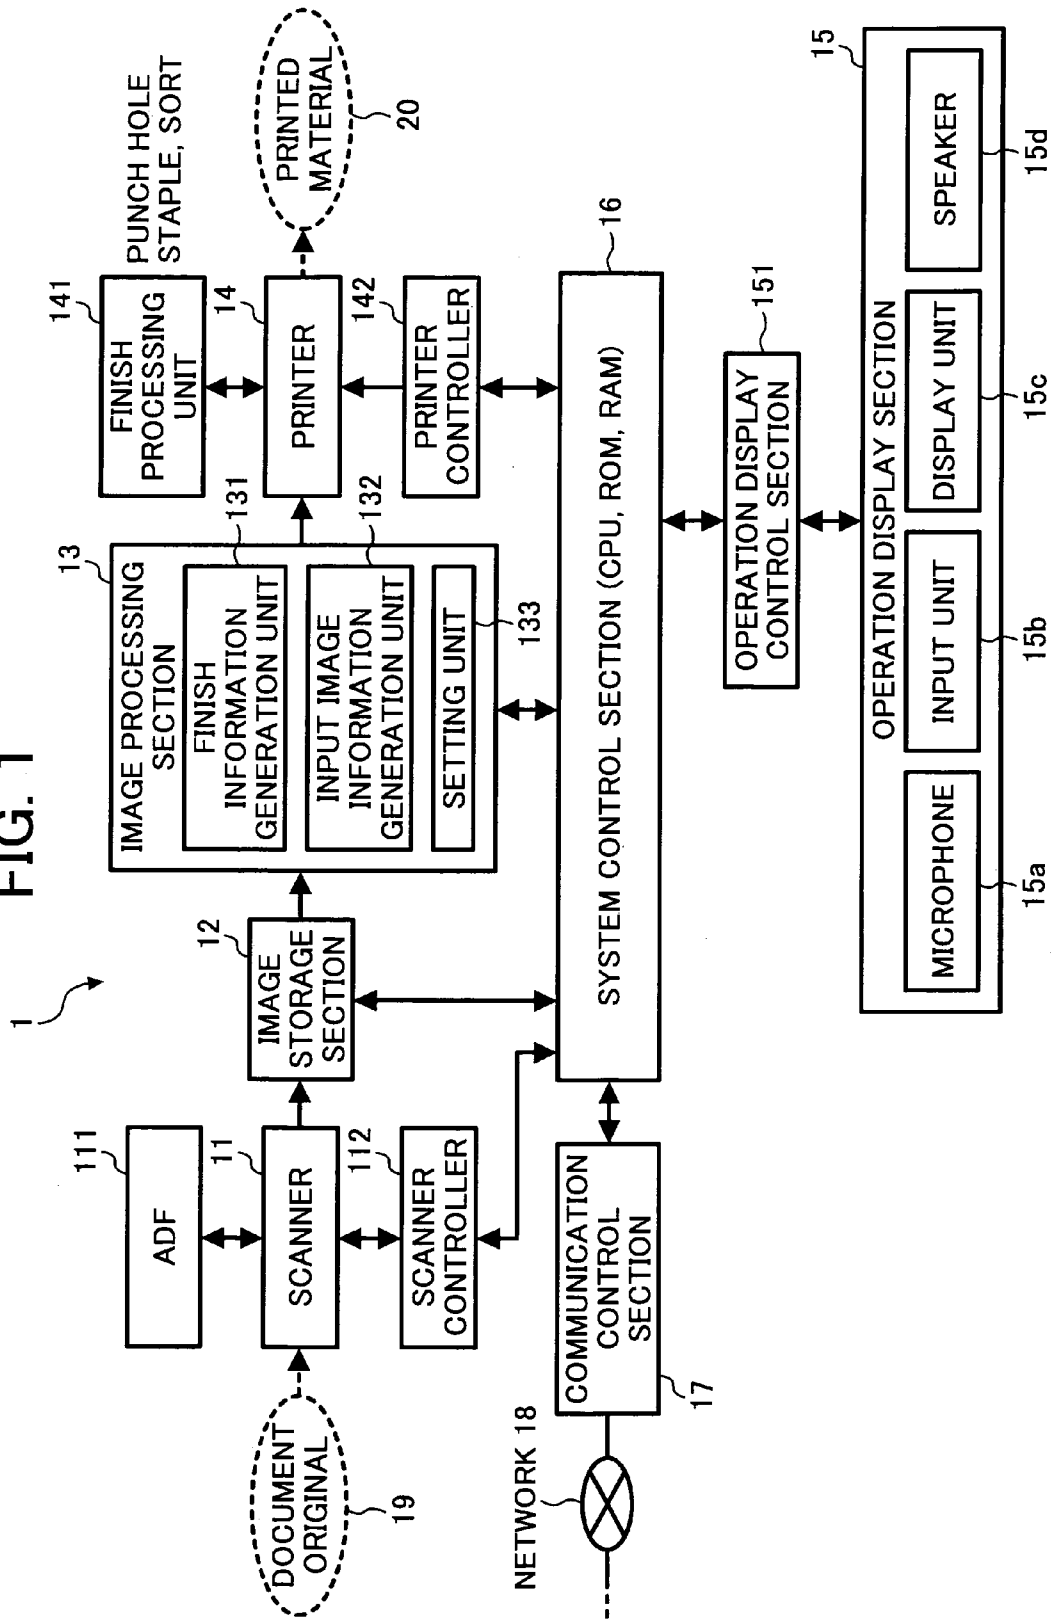 FIG. 1
1
DOCUMENT
ORIGINAL
19
ADF
111
SCANNER
11
SCANNER
CONTROLLER
112
IMAGE
STORAGE
SECTION
12
IMAGE PROCESSING
SECTION
13
FINISH
INFORMATION
GENERATION UNIT
131
INPUT IMAGE
INFORMATION
GENERATION UNIT
132
SETTING UNIT
133
FINISH
PROCESSING
UNIT
141
PUNCH HOLE
STAPLE, SORT
PRINTER
14
PRINTER
CONTROLLER
142
PRINTED
MATERIAL
20
SYSTEM CONTROL SECTION (CPU, ROM, RAM)
16
COMMUNICATION
CONTROL
SECTION
17
NETWORK 18
OPERATION DISPLAY
CONTROL SECTION
151
OPERATION DISPLAY SECTION
15
MICROPHONE
15a
INPUT UNIT
15b
DISPLAY UNIT
15c
SPEAKER
15d